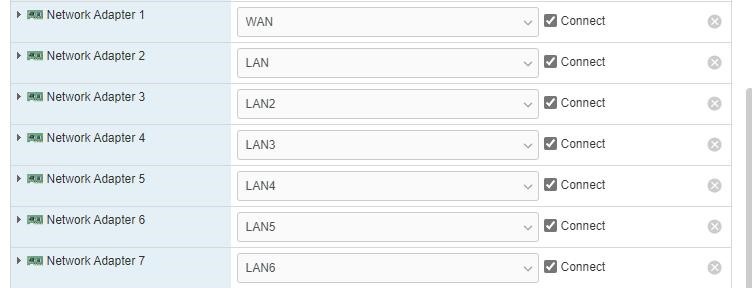 Network Adapter 1 WAN Connect
Network Adapter 2 LAN Connect
Network Adapter 3 LAN2 Connect
Network Adapter 4 LAN3 Connect
Network Adapter 5 LAN4 Connect
Network Adapter 6 LAN5 Connect
Network Adapter 7 LAN6 Connect